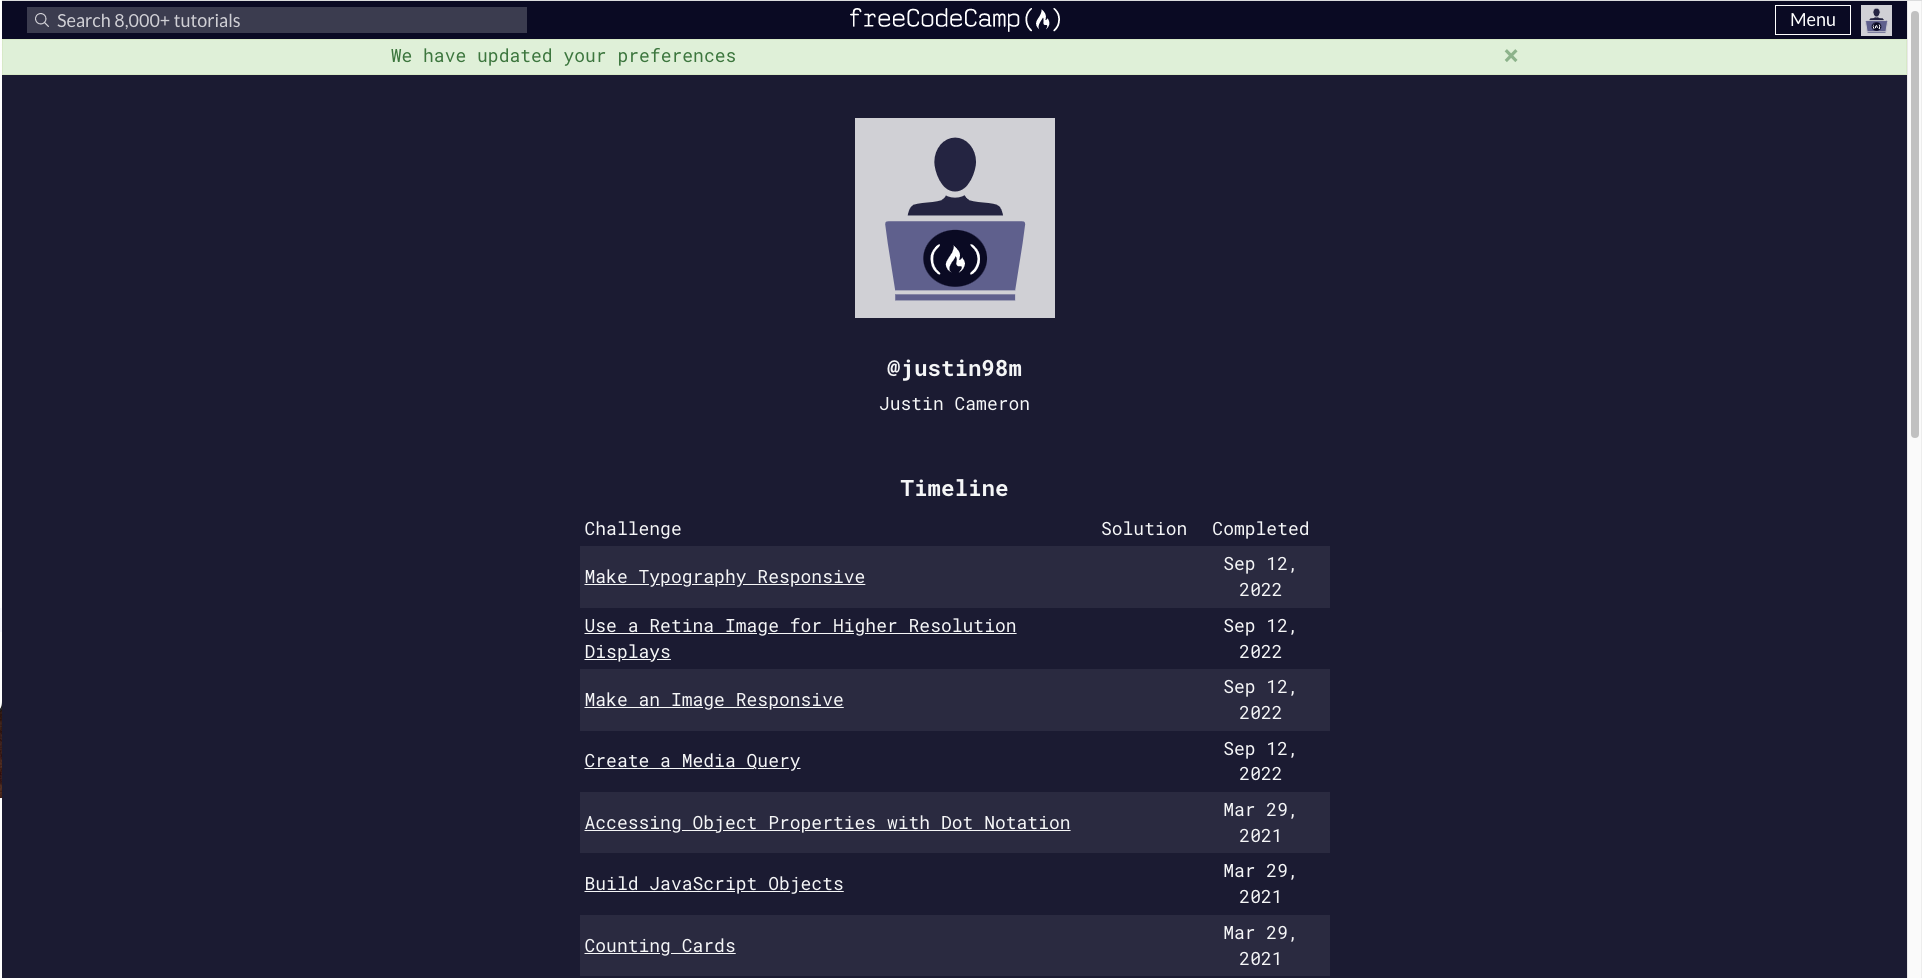 Search 8,000+ tutorials
freeCodeCamp
Menu
We have updated your preferences
@justin98m
Justin Cameron
Timeline
Challenge Solution Completed
Make Typography Responsive Sep 12,
2022
Use a Retina Image for Higher Resolution Sep 12,
Displays 2022
Make an Image Responsive Sep 12,
2022
Create a Media Query Sep 12,
2022
Accessing Object Properties with Dot Notation Mar 29,
2021
Build JavaScript Objects Mar 29,
2021
Counting Cards Mar 29,
2021